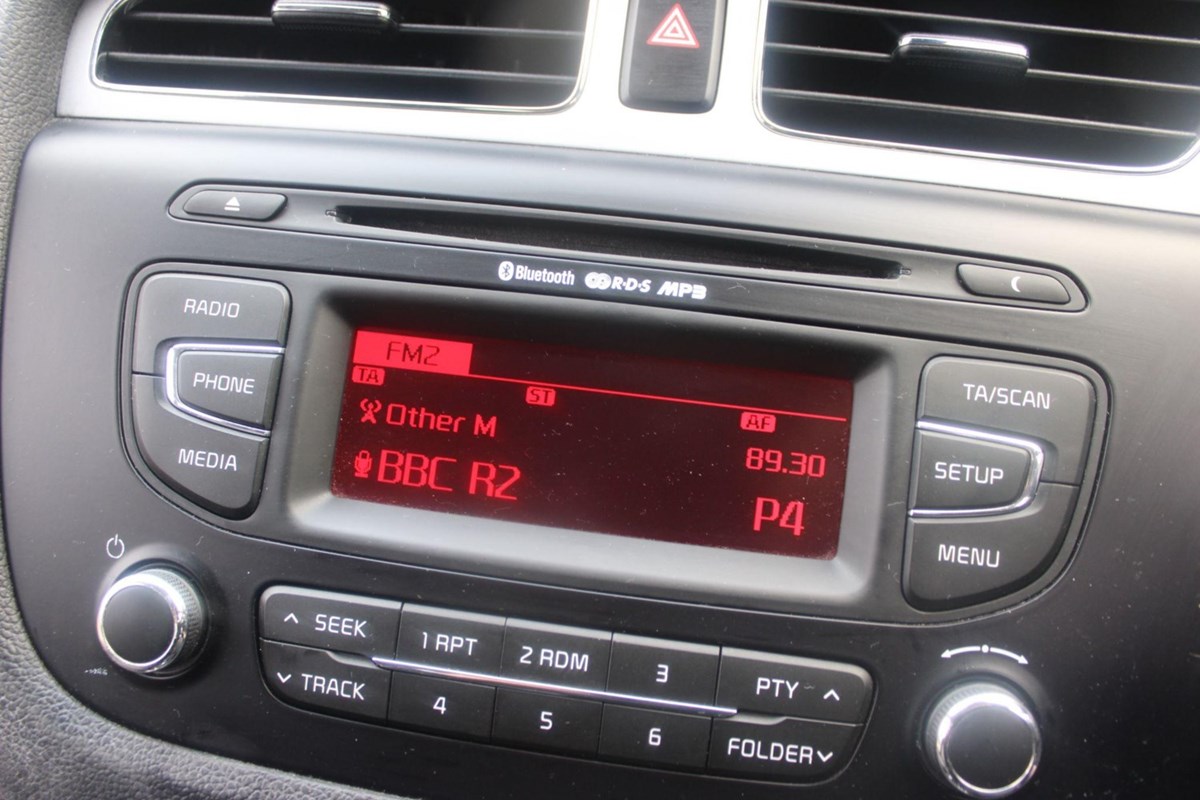 Bluetooth R·D·S MP3
RADIO
PHONE
MEDIA
FM2
TA
ST
AF
Other M
89.30
BBC R2
P4
TA/SCAN
SETUP
MENU
SEEK
TRACK
1 RPT
2 RDM
3
4
5
6
PTY
FOLDER